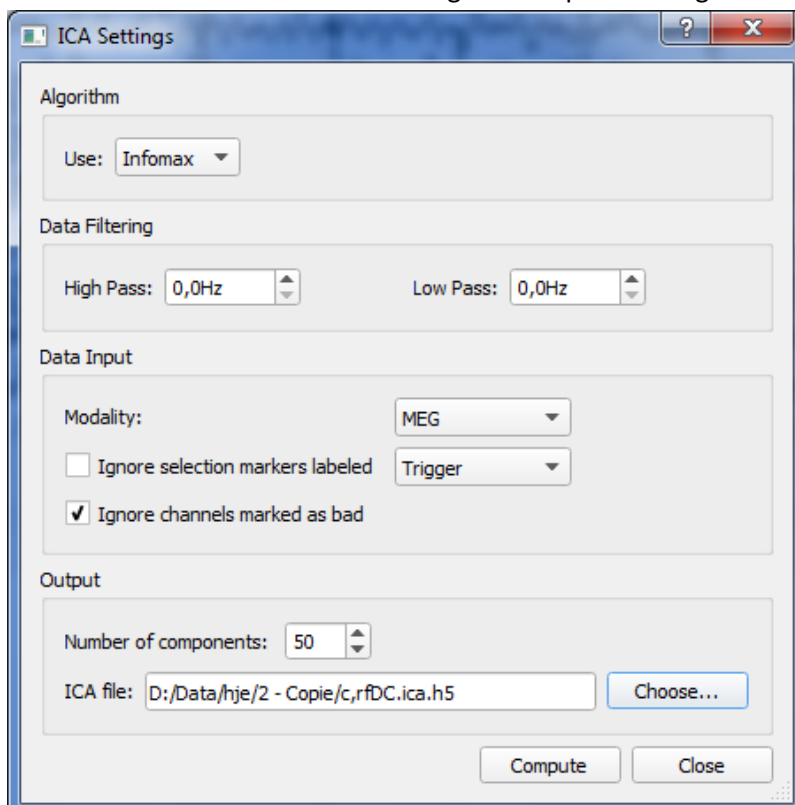 ICA Settings
Algorithm
Use: Infomax
Data Filtering
High Pass: 0,0Hz Low Pass: 0,0Hz
Data Input
Modality: MEG
Ignore selection markers labeled Trigger
Ignore channels marked as bad
Output
Number of components: 50
ICA file: D:/Data/hje/2 - Copie/c,rfDC.ica.h5 Choose...
Compute Close